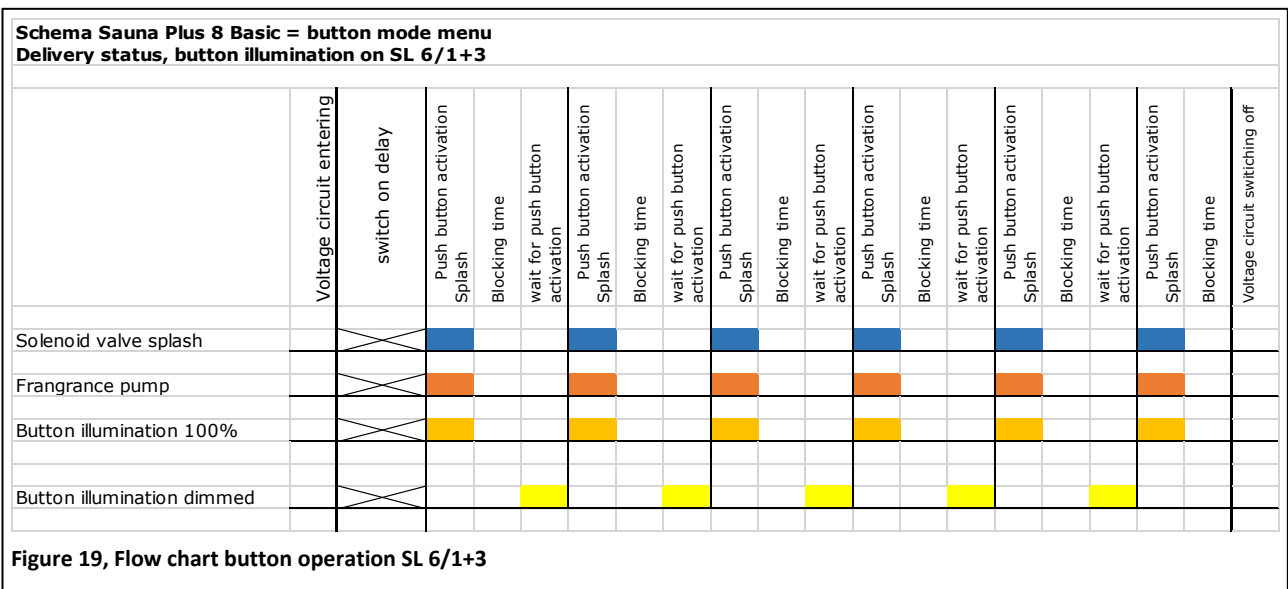 Schema Sauna Plus 8 Basic = button mode menu
Delivery status, button illumination on SL 6/1+3
Voltage circuit entering
switch on delay
Push button activation
Splash
Blocking time
wait for push button
activation
Push button activation
Splash
Blocking time
wait for push button
activation
Push button activation
Splash
Blocking time
wait for push button
activation
Push button activation
Splash
Blocking time
wait for push button
activation
Push button activation
Splash
Blocking time
wait for push button
activation
Push button activation
Splash
Blocking time
Voltage circuit switiching off
Solenoid valve splash
Frangrance pump
Button illumination 100%
Button illumination dimmed
Figure 19, Flow chart button operation SL 6/1+3